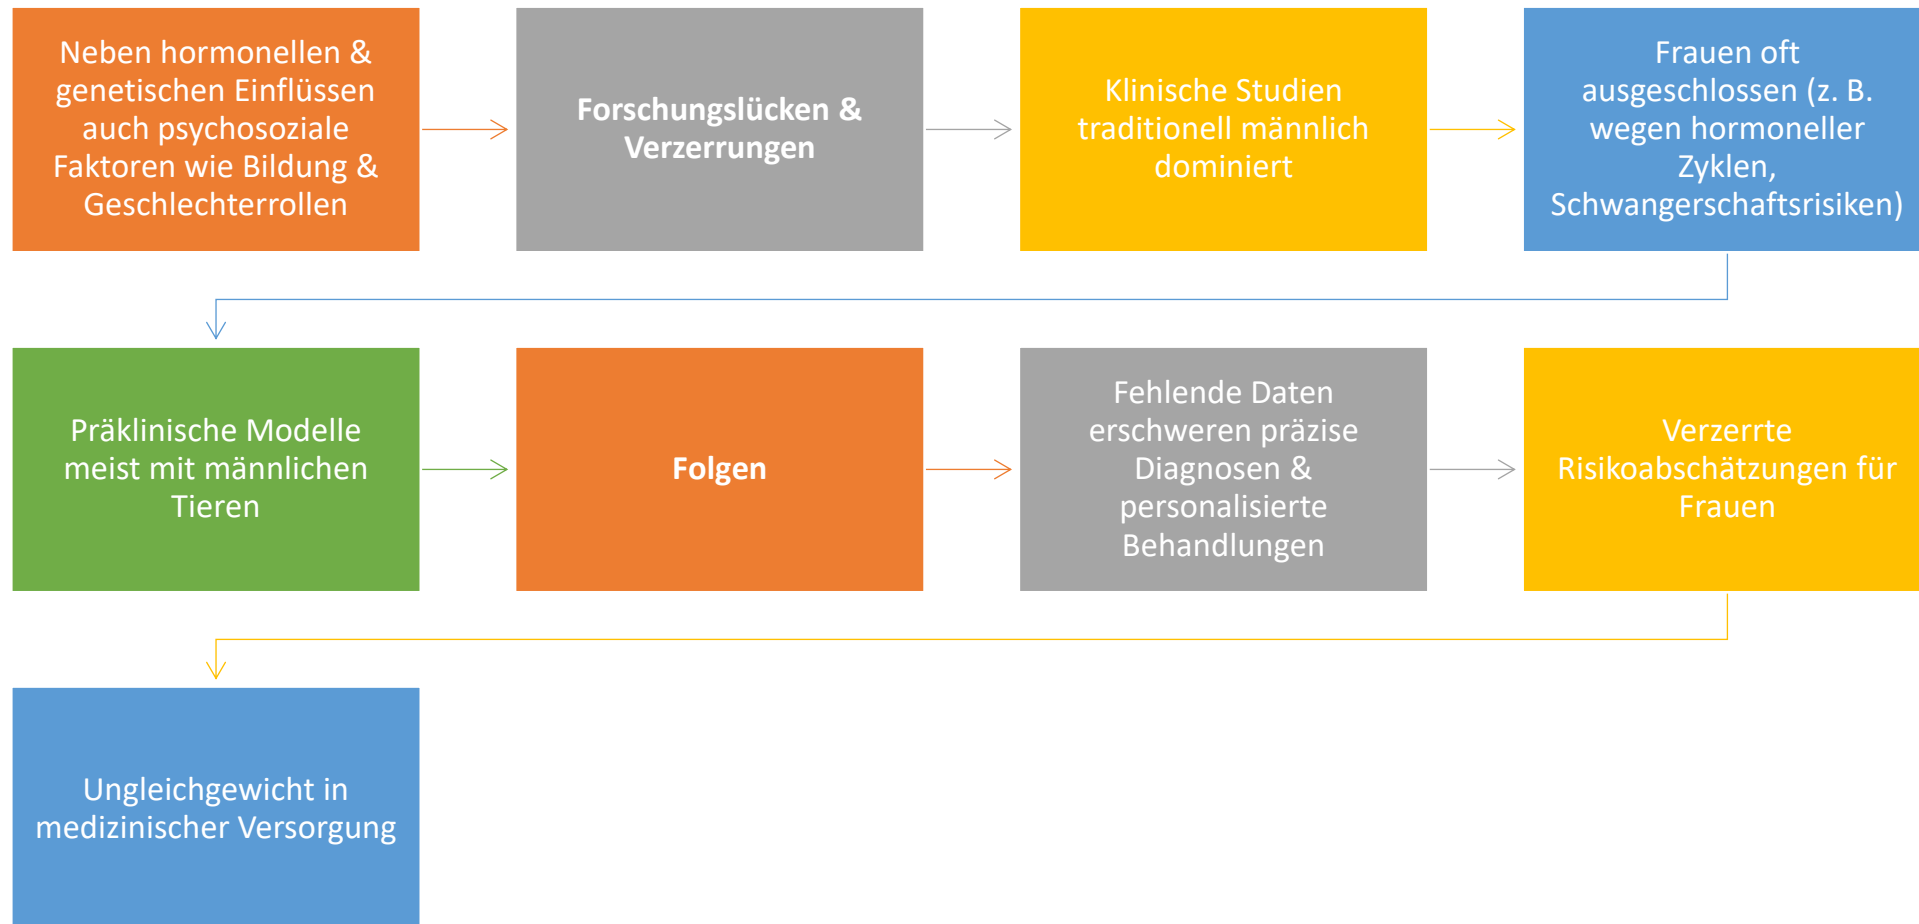 Neben hormonellen &
genetischen Einflüssen
auch psychosoziale
Faktoren wie Bildung &
Geschlechterrollen
Forschungslücken &
Verzerrungen
Klinische Studien
traditionell männlich
dominiert
Frauen oft
ausgeschlossen (z. B.
wegen hormoneller
Zyklen,
Schwangerschaftsrisiken)
Präklinische Modelle
meist mit männlichen
Tieren
Folgen
Fehlende Daten
erschweren präzise
Diagnosen &
personalisierte
Behandlungen
Verzerrte
Risikoabschätzungen für
Frauen
Ungleichgewicht in
medizinischer Versorgung